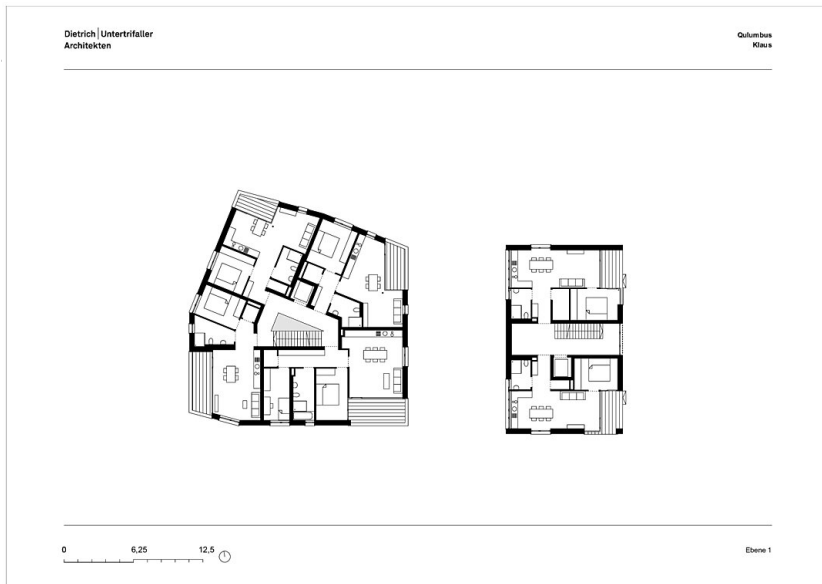 Dietrich | Untertrifaller
Architekten
Qulumbus
Klaus
0 6,25 12,5
Ebene 1